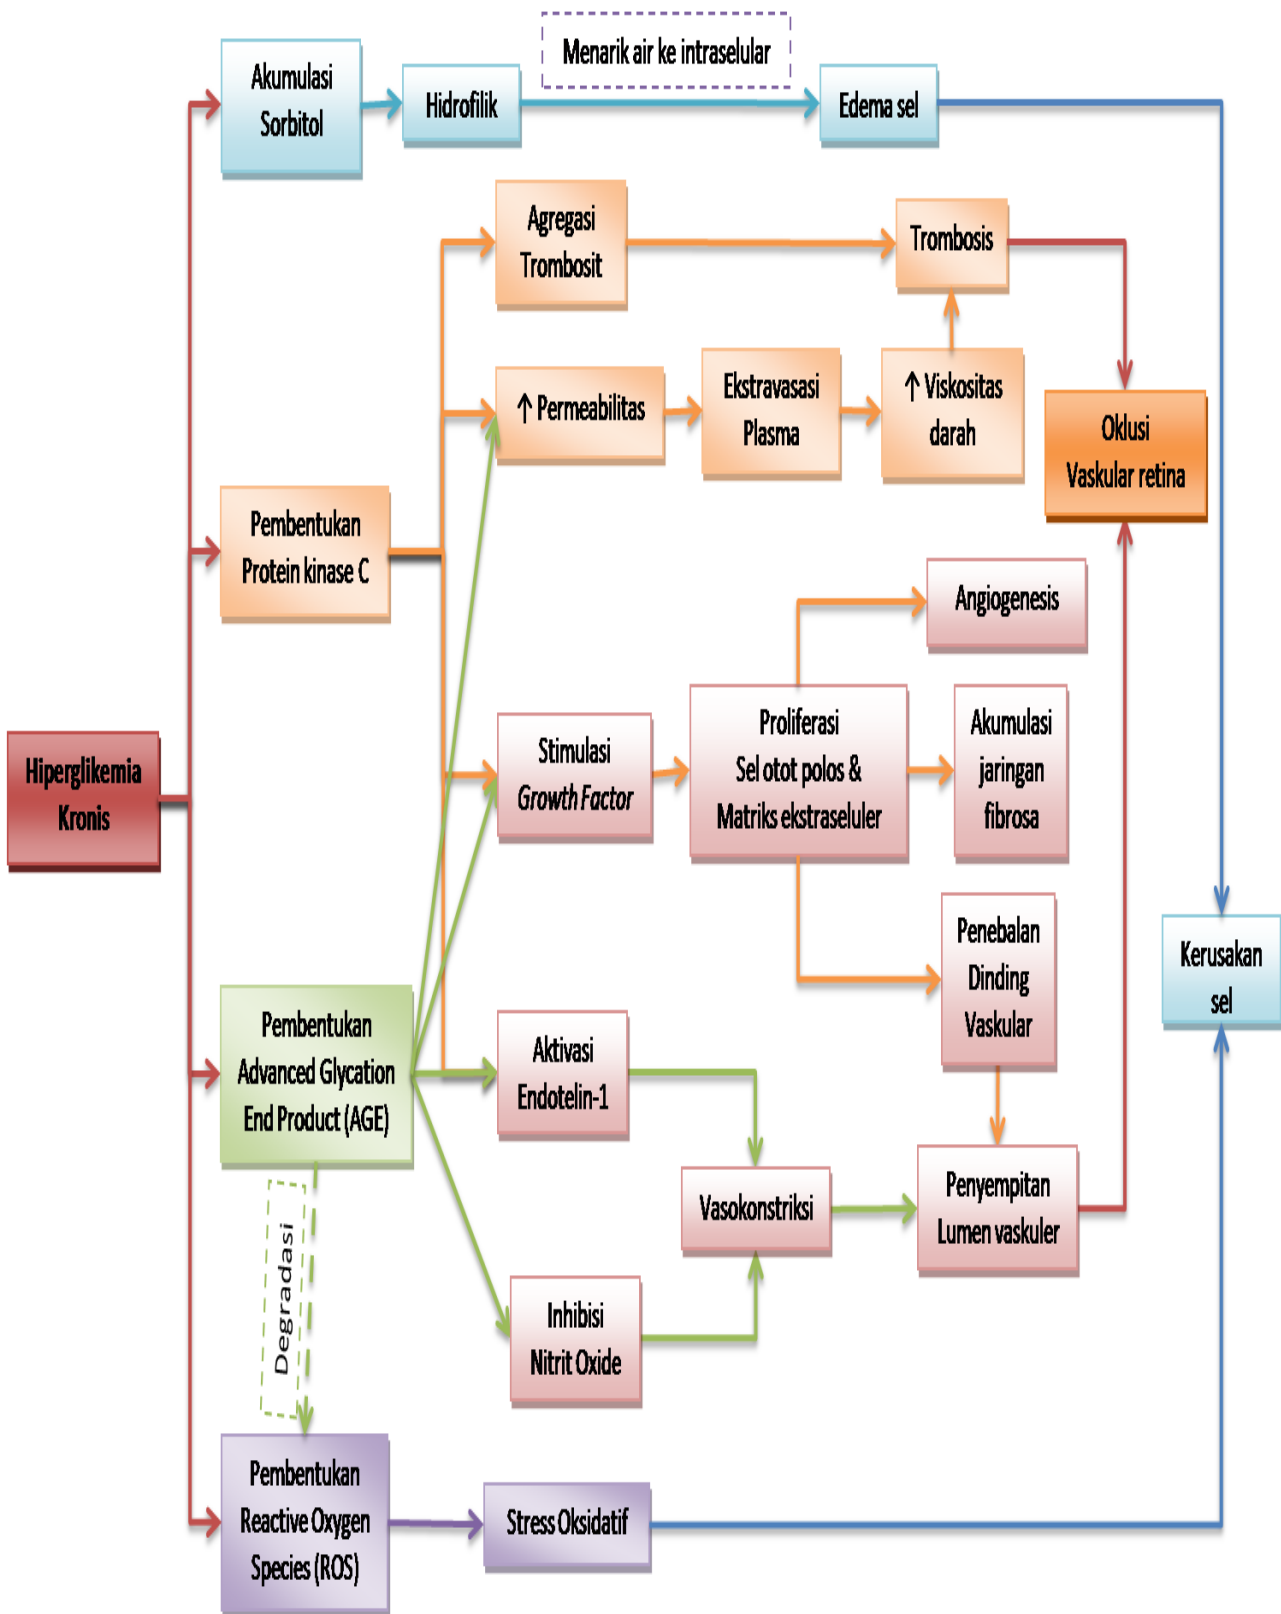 Menarik air ke intraselular
Akumulasi
Sorbitol
Hidrofilik
Edema sel
Agregasi
Trombosit
Trombosis
↑ Permeabilitas
Ekstravasasi
Plasma
↑ Viskositas
darah
Oklusi
Vaskular retina
Pembentukan
Protein kinase C
Angiogenesis
Hiperglikemia
Kronis
Stimulasi
Growth Factor
Proliferasi
Sel otot polos &
Matriks ekstraseluler
Akumulasi
jaringan
fibrosa
Penebalan
Dinding
Vaskular
Kerusakan
sel
Pembentukan
Advanced Glycation
End Product (AGE)
Aktivasi
Endotelin-1
Vasokonstriksi
Penyempitan
Lumen vaskuler
Degradasi
Inhibisi
Nitrit Oxide
Pembentukan
Reactive Oxygen
Species (ROS)
Stress Oksidatif